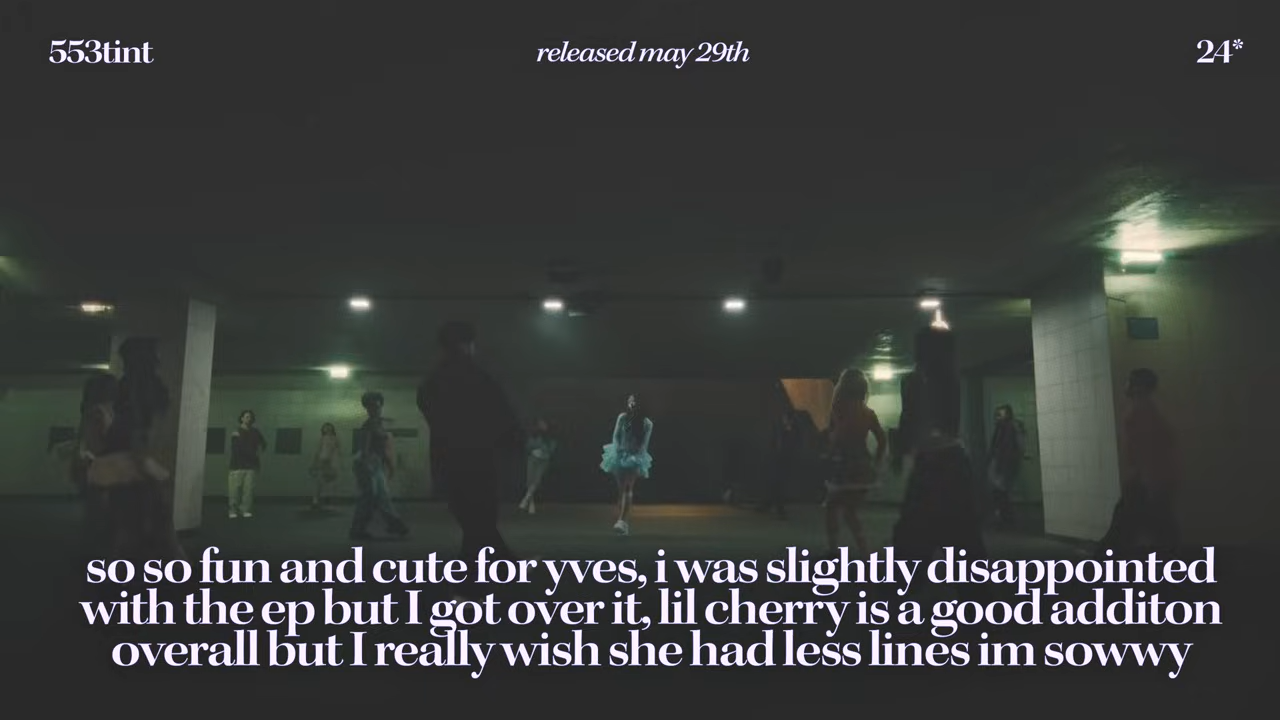 553tint
released may 29th
24*
so so fun and cute for yves, i was slightly disappointed
with the ep but I got over it, lil cherry is a good additon
overall but I really wish she had less lines im sowwy